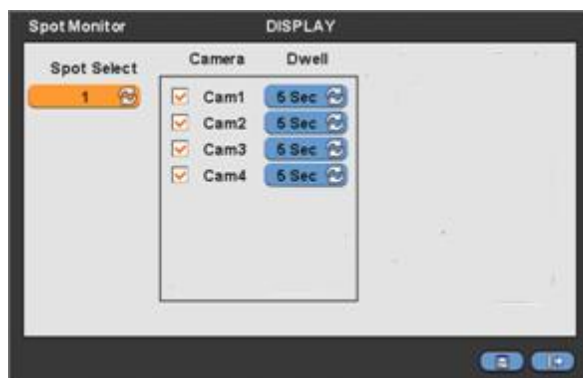 Spot Monitor DISPLAY
Spot Select Camera Dwell
1 Cam1 5 Sec
Cam2 5 Sec
Cam3 5 Sec
Cam4 5 Sec